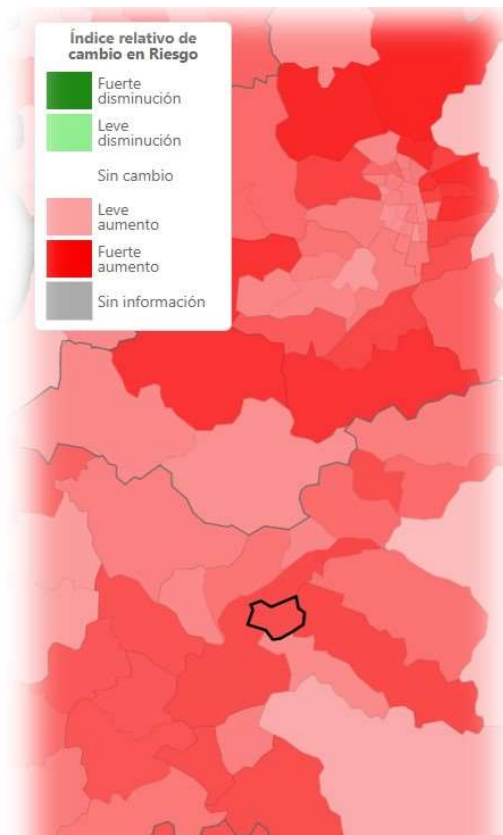 Índice relativo de
cambio en Riesgo
Fuerte
disminución
Leve
disminución
Sin cambio
Leve
aumento
Fuerte
aumento
Sin información